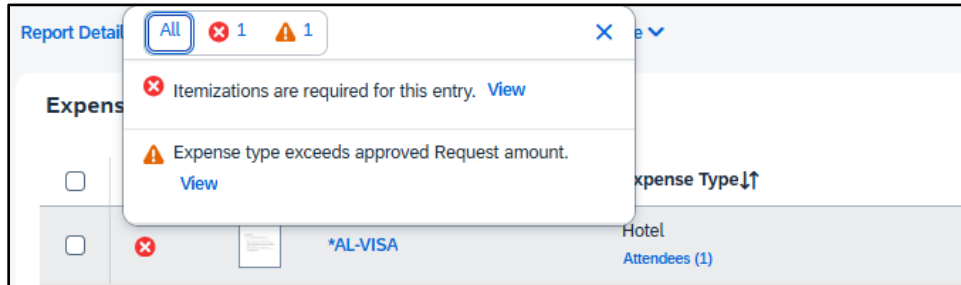 Report Detail
All 1 1
Itemizations are required for this entry. View
Expense type exceeds approved Request amount.
View
Expens
xpense Type
*AL-VISA
Hotel
Attendees (1)